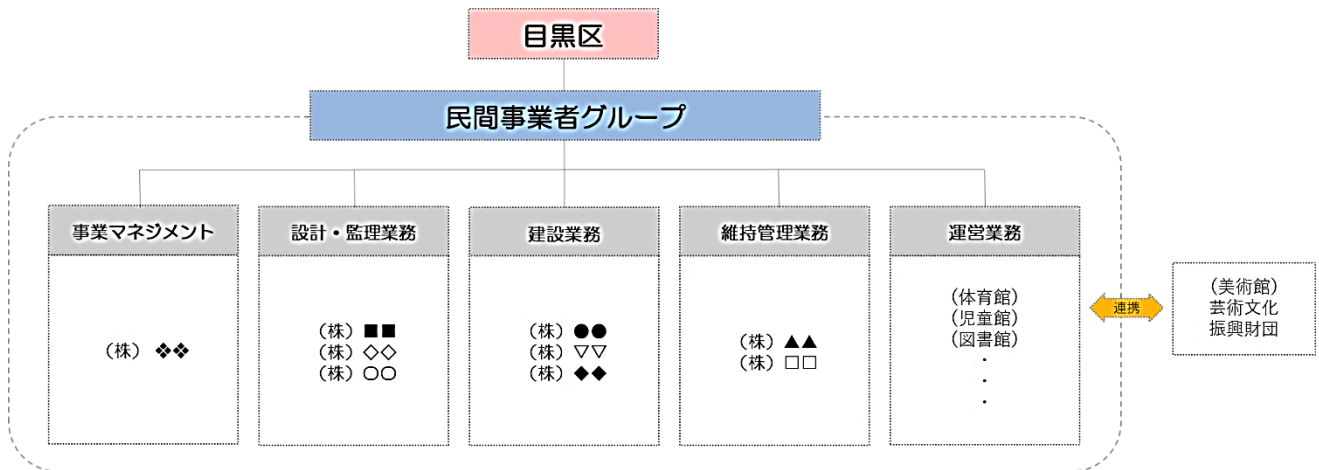 目黒区
民間事業者グループ
事業マネジメント
(株) ❖❖
設計・監理業務
(株) ■■
(株) ◇◇
(株) ○○
建設業務
(株) ●●
(株) ▽▽
(株) ◆◆
維持管理業務
(株) ▲▲
(株) □□
運営業務
(体育館)
(児童館)
(図書館)
・
・
・
連携
(美術館)
芸術文化
振興財団